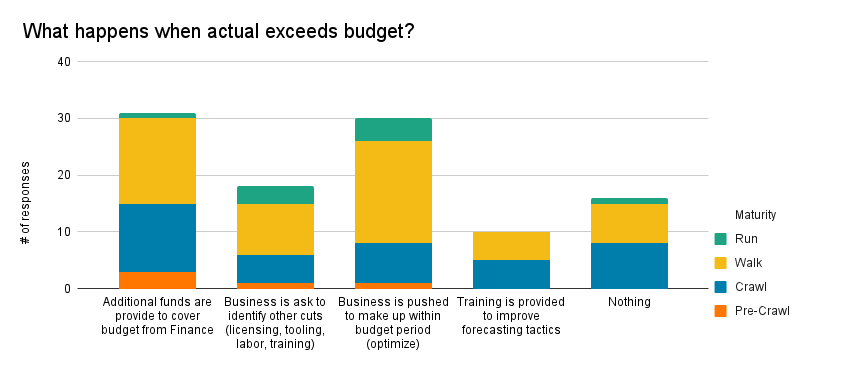 What happens when actual exceeds budget?
# of responses
40
30
20
10
0
Additional funds are
provide to cover
budget from Finance
Business is ask to
identify other cuts
(licensing, tooling,
labor, training)
Business is pushed
to make up within
budget period
(optimize)
Training is provided
to improve
forecasting tactics
Nothing
Maturity
Run
Walk
Crawl
Pre-Crawl